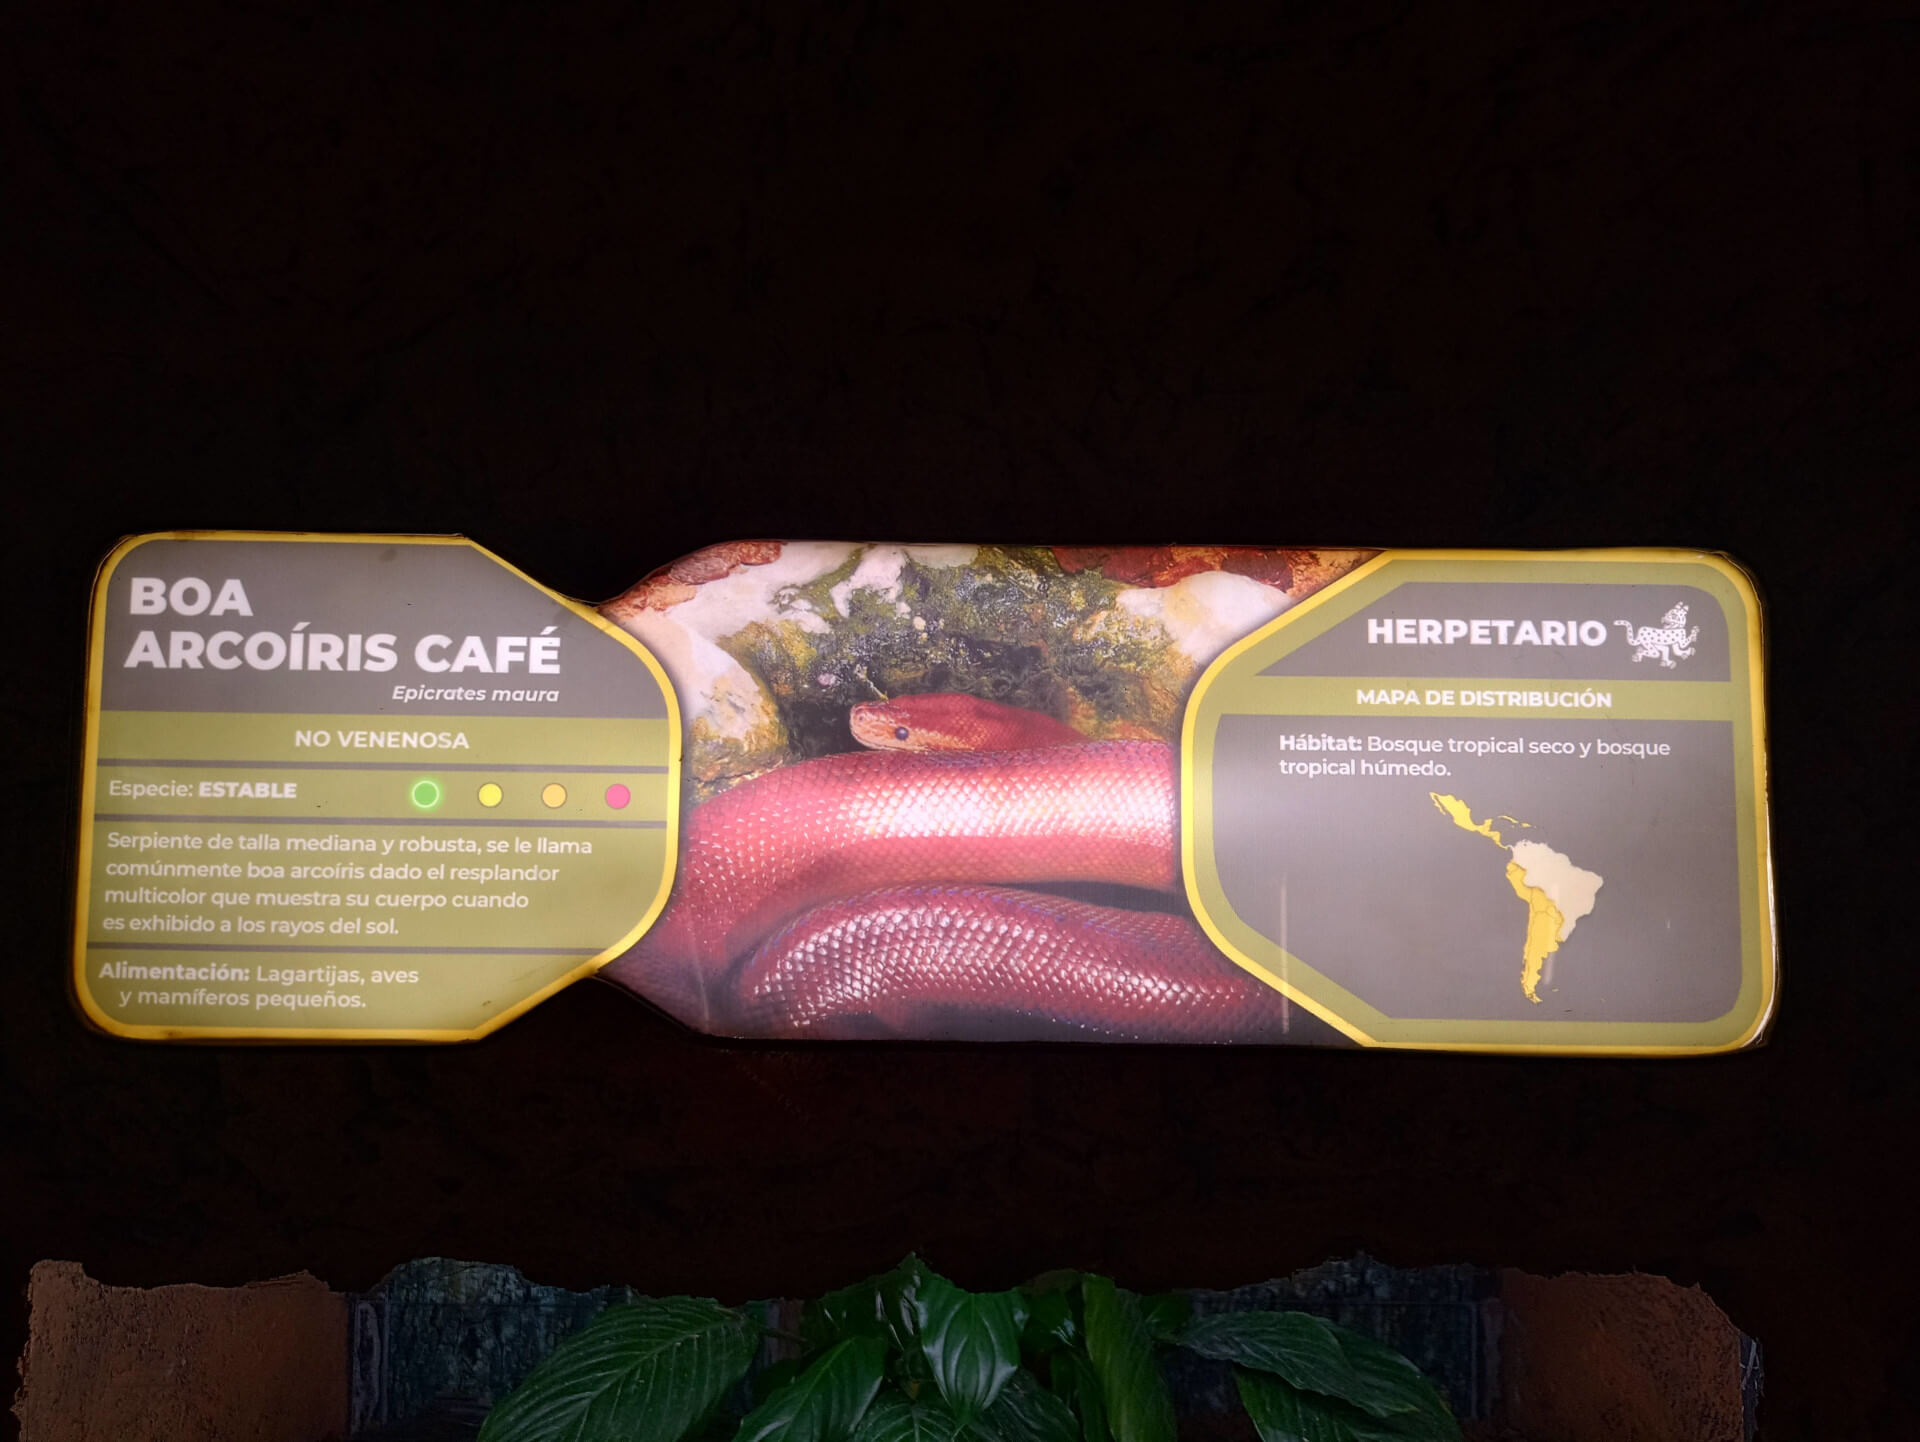 BOA
ARCOÍRIS CAFÉ
Epicrates maura
NO VENENOSA
Especie: ESTABLE
Serpiente de talla mediana y robusta, se le llama
comúnmente boa arcoíris dado el resplandor
multicolor que muestra su cuerpo cuando
es exhibido a los rayos del sol.
Alimentación: Lagartijas, aves
y mamíferos pequeños.
HERPETARIO
MAPA DE DISTRIBUCIÓN
Hábitat: Bosque tropical seco y bosque
tropical húmedo.